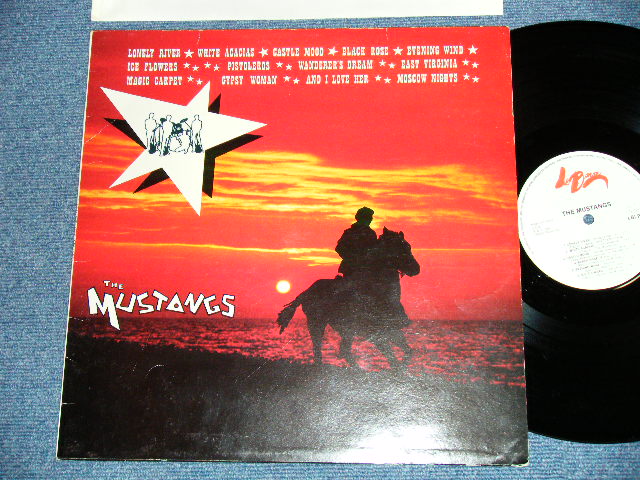 LONELY RIVER ★ WHITE ACACIAS ★ CASTLE MOOD ★ BLACK ROSE ★ EVENING WIND ★
ICE FLOWERS ★ ★ ★ ★ PISTOLEROS ★ ★ WANDERER'S DREAM ★ ★ EAST VIRGINIA ★ ★
MAGIC CARPET ★ ★ GYPSY WOMAN ★ ★ AND I LOVE HER ★ ★ MOSCOW NIGHTS ★ ★
THE
MUSTANGS
THE MUSTANGS